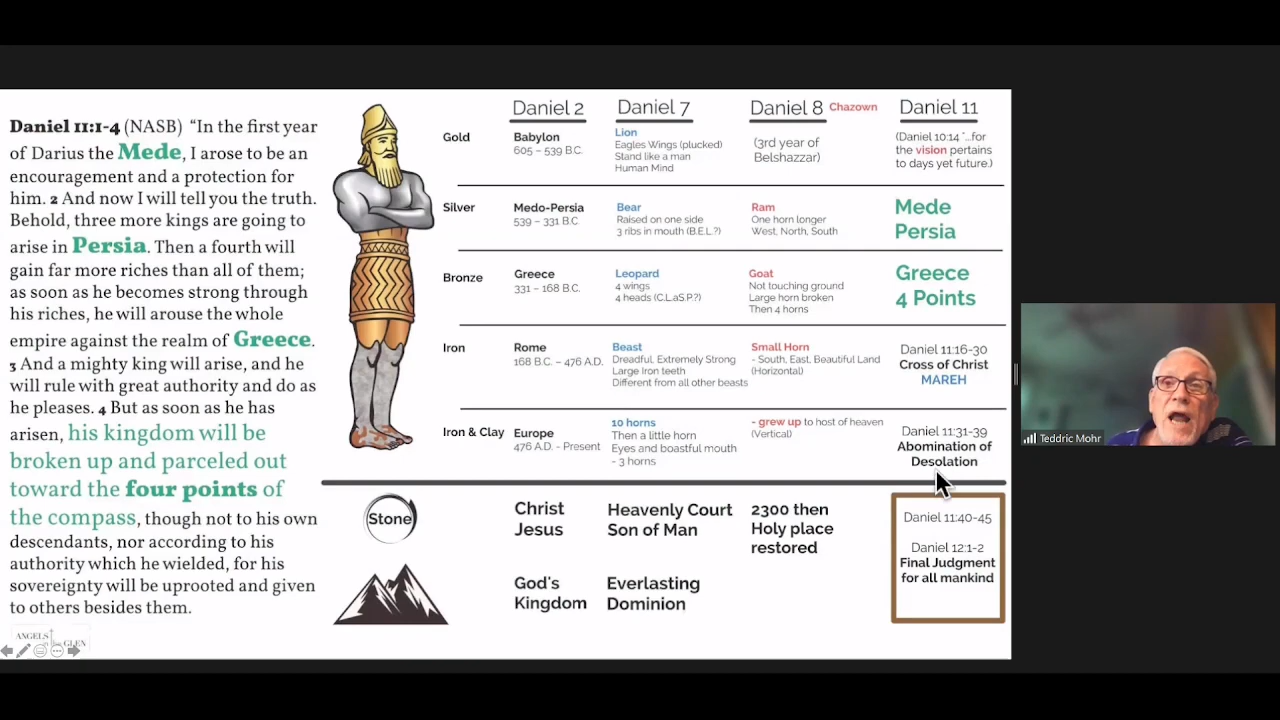 Daniel 11:1-4 (NASB) “In the first year
of Darius the Mede, I arose to be an
encouragement and a protection for
him. 2 And now I will tell you the truth.
Behold, three more kings are going to
arise in Persia. Then a fourth will
gain far more riches than all of them;
as soon as he becomes strong through
his riches, he will arouse the whole
empire against the realm of Greece.
3 And a mighty king will arise, and he
will rule with great authority and do as
he pleases. 4 But as soon as he has
arisen, his kingdom will be
broken up and parceled out
toward the four points of
the compass, though not to his own
descendants, nor according to his
authority which he wielded, for his
sovereignty will be uprooted and given
to others besides them.
ANGELS
GLEN
Daniel 2
Daniel 7
Daniel 8 Chazown
Daniel 11
Gold
Babylon
605 – 539 B.C.
Lion
Eagles Wings (plucked)
Stand like a man
Human Mind
(3rd year of
Belshazzar)
(Daniel 10:14 "...for
the vision pertains
to days yet future.)
Silver
Medo-Persia
539 – 331 B.C
Bear
Raised on one side
3 ribs in mouth (B.E.L.?)
Ram
One horn longer
West, North, South
Mede
Persia
Bronze
Greece
331 – 168 B.C.
Leopard
4 wings
4 heads (C.L.aS.P.?)
Goat
Not touching ground
Large horn broken
Then 4 horns
Greece
4 Points
Iron
Rome
168 B.C. – 476 A.D.
Beast
Dreadful, Extremely Strong
Large Iron teeth
Different from all other beasts
Small Horn
- South, East, Beautiful Land
(Horizontal)
Daniel 11:16-30
Cross of Christ
MAREH
Iron & Clay
Europe
476 A.D. - Present
10 horns
Then a little horn
Eyes and boastful mouth
- 3 horns
- grew up to host of heaven
(Vertical)
Daniel 11:31-39
Abomination of
Desolation
Stone
Christ
Jesus
Heavenly Court
Son of Man
2300 then
Holy place
restored
Daniel 11:40-45
Daniel 12:1-2
Final Judgment
for all mankind
God's
Kingdom
Everlasting
Dominion
Teddric Mohr